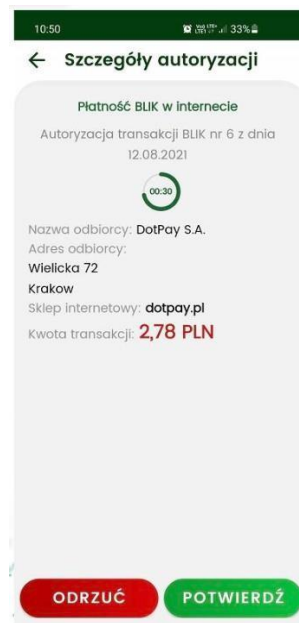 10:50
33%
Szczegóły autoryzacji
Płatność BLIK w internecie
Autoryzacja transakcji BLIK nr 6 z dnia
12.08.2021
00:30
Nazwa odbiorcy: DotPay S.A.
Adres odbiorcy:
Wielicka 72
Krakow
Sklep internetowy: dotpay.pl
Kwota transakcji: 2,78 PLN
ODRZUĆ
POTWIERDŹ